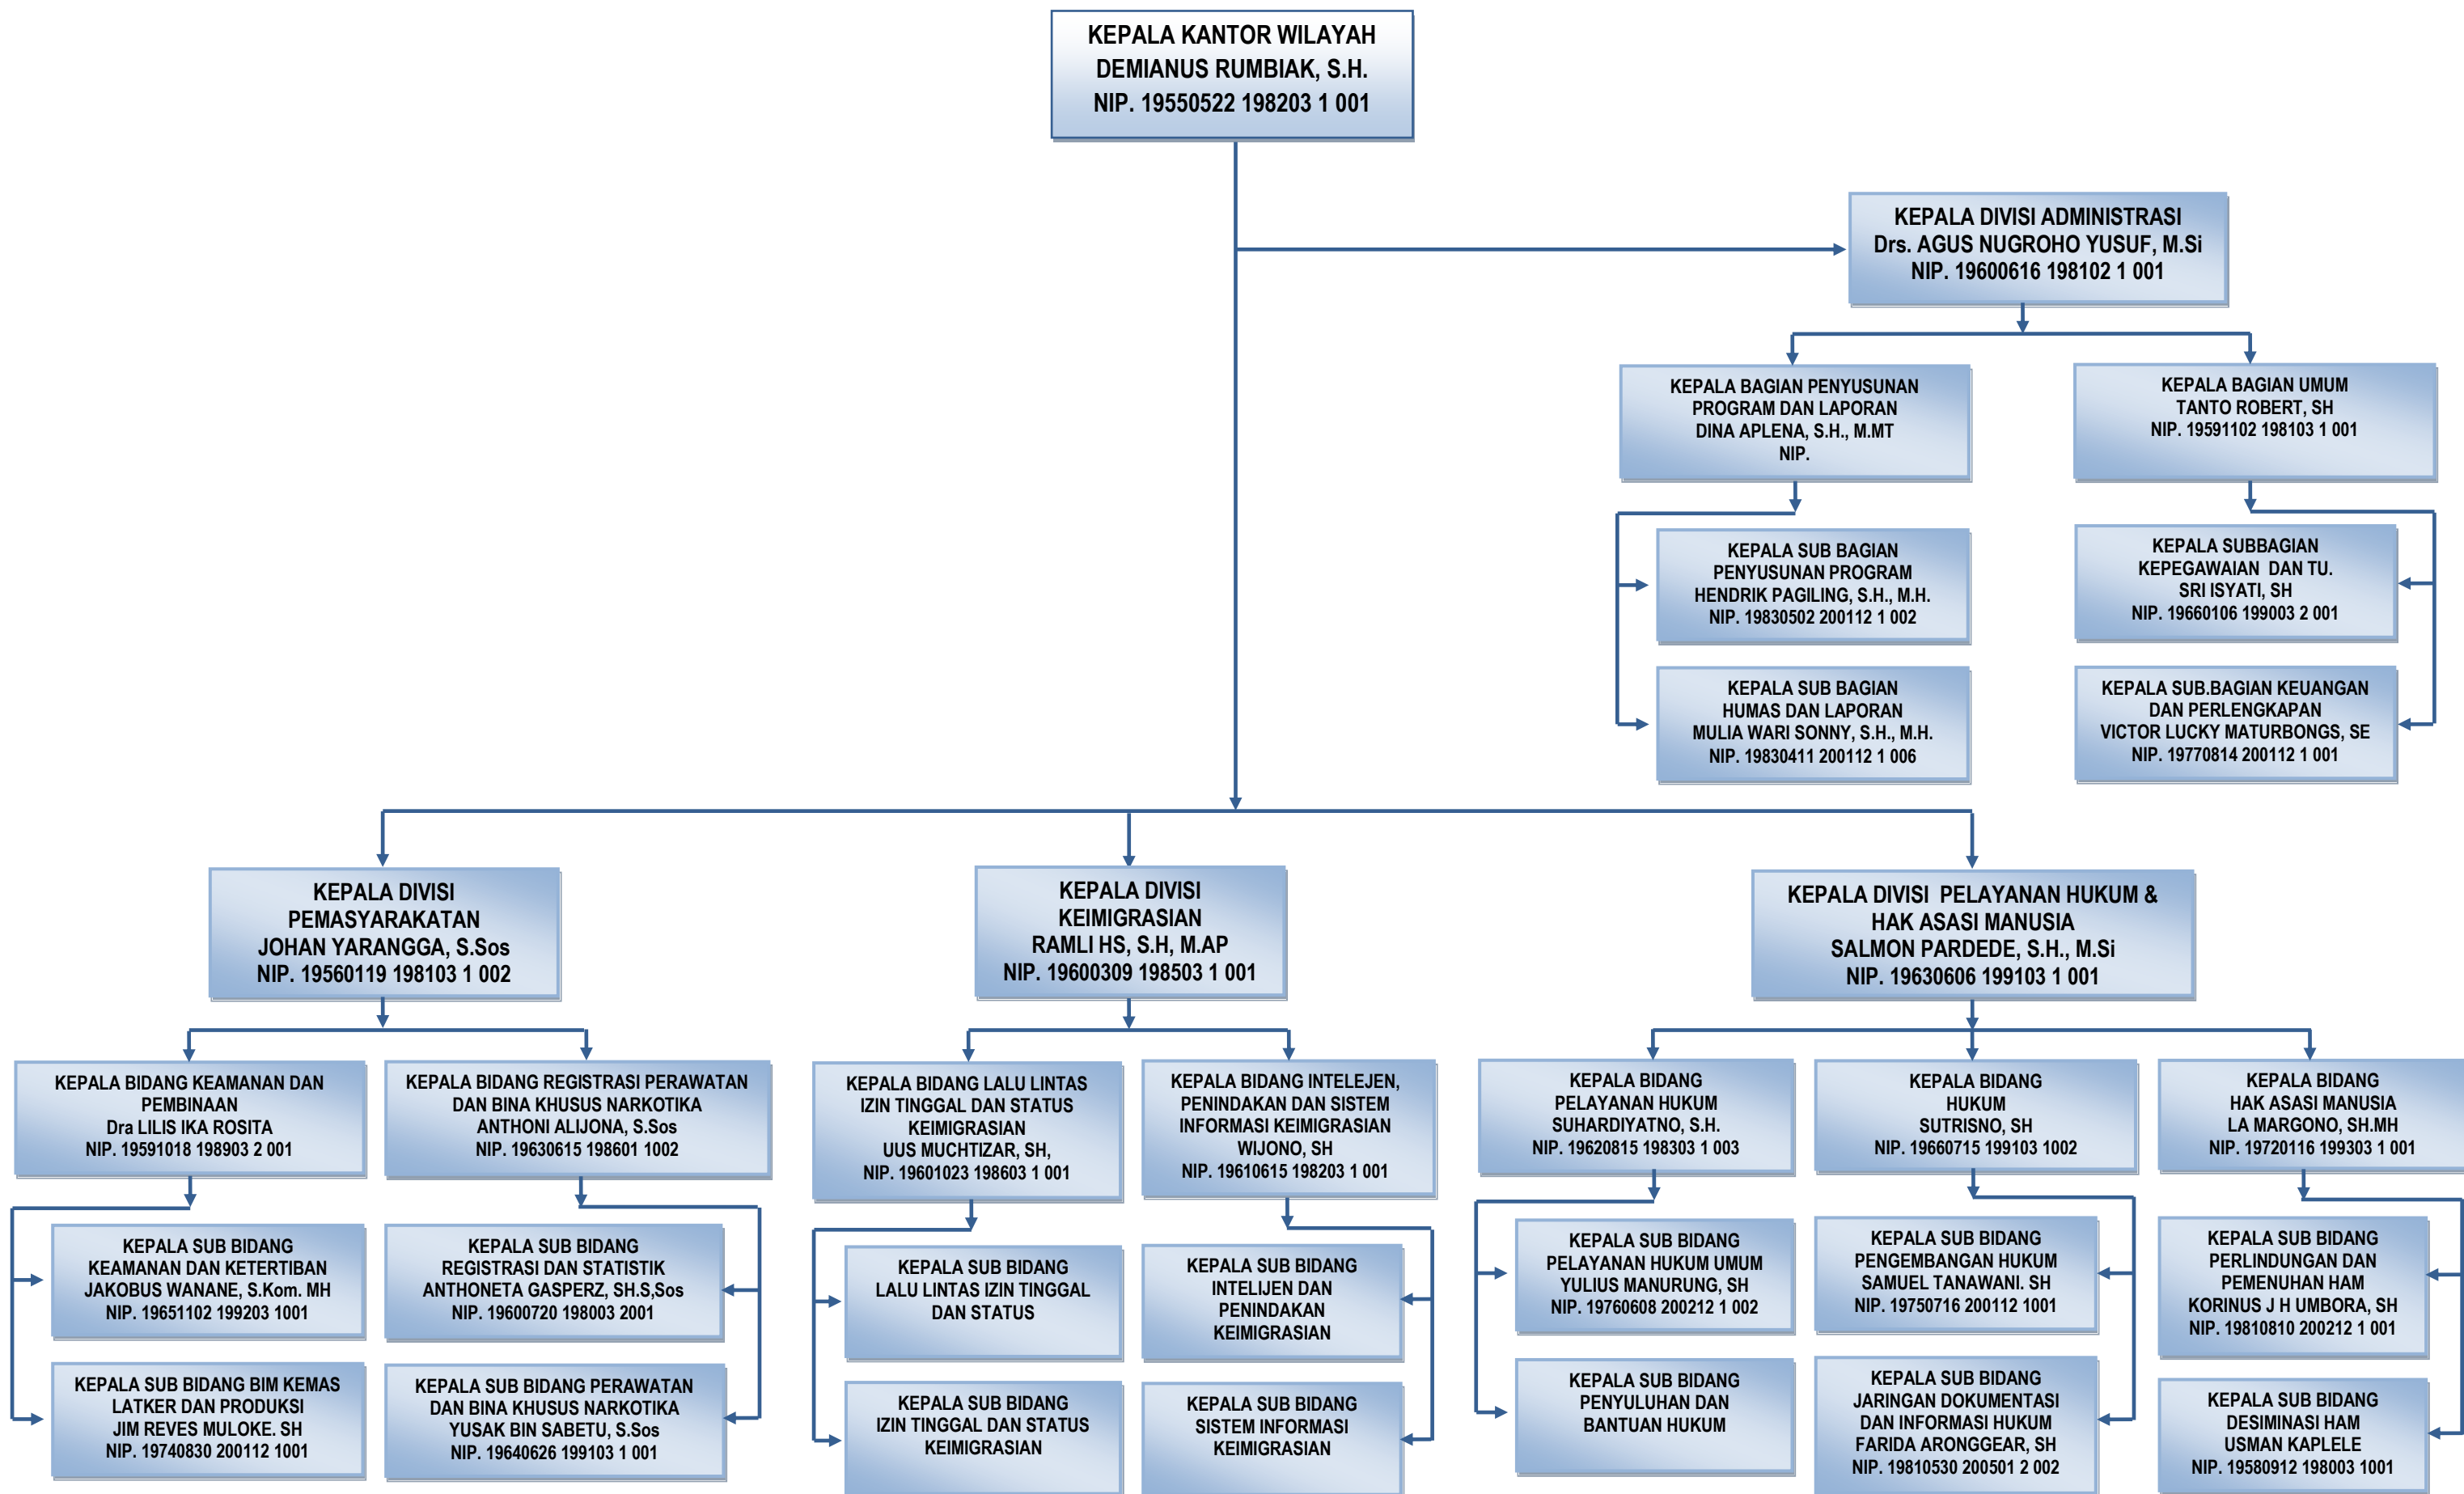 KEPALA KANTOR WILAYAH
DEMIANUS RUMBIAK, S.H.
NIP. 19550522 198203 1 001
KEPALA DIVISI ADMINISTRASI
Drs. AGUS NUGROHO YUSUF, M.Si
NIP. 19600616 198102 1 001
KEPALA BAGIAN PENYUSUNAN
PROGRAM DAN LAPORAN
DINA APLENA, S.H., M.MT
NIP.
KEPALA BAGIAN UMUM
TANTO ROBERT, SH
NIP. 19591102 198103 1 001
KEPALA SUB BAGIAN
PENYUSUNAN PROGRAM
HENDRIK PAGILING, S.H., M.H.
NIP. 19830502 200112 1 002
KEPALA SUBBAGIAN
KEPEGAWAIAN DAN TU.
SRI ISYATI, SH
NIP. 19660106 199003 2 001
KEPALA SUB BAGIAN
HUMAS DAN LAPORAN
MULIA WARI SONNY, S.H., M.H.
NIP. 19830411 200112 1 006
KEPALA SUB.BAGIAN KEUANGAN
DAN PERLENGKAPAN
VICTOR LUCKY MATURBONGS, SE
NIP. 19770814 200112 1 001
KEPALA DIVISI
PEMASYARAKATAN
JOHAN YARANGGA, S.Sos
NIP. 19560119 198103 1 002
KEPALA DIVISI
KEIMIGRASIAN
RAMLI HS, S.H, M.AP
NIP. 19600309 198503 1 001
KEPALA DIVISI PELAYANAN HUKUM &
HAK ASASI MANUSIA
SALMON PARDEDE, S.H., M.Si
NIP. 19630606 199103 1 001
KEPALA BIDANG KEAMANAN DAN
PEMBINAAN
Dra LILIS IKA ROSITA
NIP. 19591018 198903 2 001
KEPALA BIDANG REGISTRASI PERAWATAN
DAN BINA KHUSUS NARKOTIKA
ANTHONI ALIJONA, S.Sos
NIP. 19630615 198601 1002
KEPALA BIDANG LALU LINTAS
IZIN TINGGAL DAN STATUS
KEIMIGRASIAN
UUS MUCHTIZAR, SH,
NIP. 19601023 198603 1 001
KEPALA BIDANG INTELEJEN,
PENINDAKAN DAN SISTEM
INFORMASI KEIMIGRASIAN
WIJONO, SH
NIP. 19610615 198203 1 001
KEPALA BIDANG
PELAYANAN HUKUM
SUHARDIYATNO, S.H.
NIP. 19620815 198303 1 003
KEPALA BIDANG
HUKUM
SUTRISNO, SH
NIP. 19660715 199103 1002
KEPALA BIDANG
HAK ASASI MANUSIA
LA MARGONO, SH.MH
NIP. 19720116 199303 1 001
KEPALA SUB BIDANG
KEAMANAN DAN KETERTIBAN
JAKOBUS WANANE, S.Kom. MH
NIP. 19651102 199203 1001
KEPALA SUB BIDANG
REGISTRASI DAN STATISTIK
ANTHONETA GASPERZ, SH.S,Sos
NIP. 19600720 198003 2001
KEPALA SUB BIDANG
LALU LINTAS IZIN TINGGAL
DAN STATUS
KEPALA SUB BIDANG
INTELIJEN DAN
PENINDAKAN
KEIMIGRASIAN
KEPALA SUB BIDANG
PELAYANAN HUKUM UMUM
YULIUS MANURUNG, SH
NIP. 19760608 200212 1 002
KEPALA SUB BIDANG
PENGEMBANGAN HUKUM
SAMUEL TANAWANI. SH
NIP. 19750716 200112 1001
KEPALA SUB BIDANG
PERLINDUNGAN DAN
PEMENUHAN HAM
KORINUS J H UMBORA, SH
NIP. 19810810 200212 1 001
KEPALA SUB BIDANG BIM KEMAS
LATKER DAN PRODUKSI
JIM REVES MULOKE. SH
NIP. 19740830 200112 1001
KEPALA SUB BIDANG PERAWATAN
DAN BINA KHUSUS NARKOTIKA
YUSAK BIN SABETU, S.Sos
NIP. 19640626 199103 1 001
KEPALA SUB BIDANG
IZIN TINGGAL DAN STATUS
KEIMIGRASIAN
KEPALA SUB BIDANG
SISTEM INFORMASI
KEIMIGRASIAN
KEPALA SUB BIDANG
PENYULUHAN DAN
BANTUAN HUKUM
KEPALA SUB BIDANG
JARINGAN DOKUMENTASI
DAN INFORMASI HUKUM
FARIDA ARONGGEAR, SH
NIP. 19810530 200501 2 002
KEPALA SUB BIDANG
DESIMINASI HAM
USMAN KAPLELE
NIP. 19580912 198003 1001